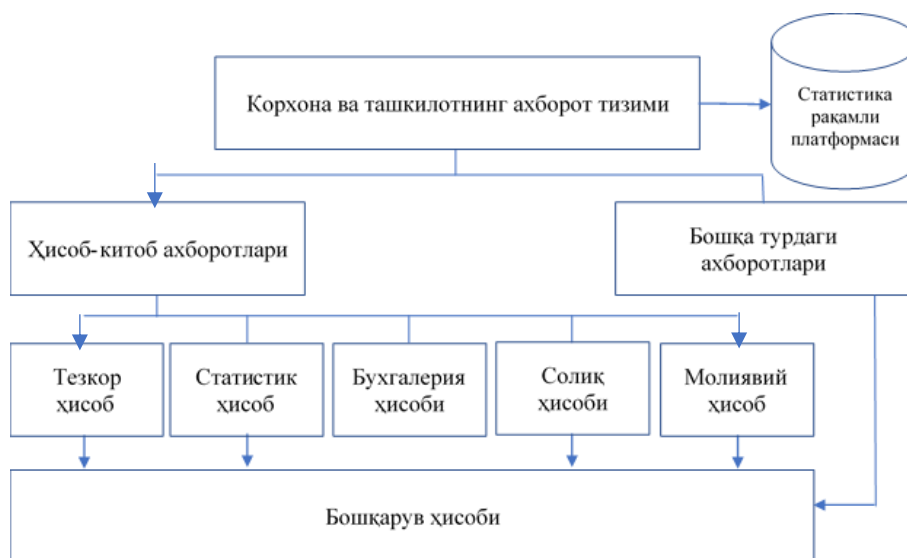 Корхона ва ташкилотнинг ахборот тизими
Статистика
рақамли
платформаси
Ҳисоб-китоб ахборотлари
Бошқа турдаги
ахборотлари
Тезкор
ҳисоб
Статистик
ҳисоб
Бухгалерия
ҳисоби
Солиқ
ҳисоби
Молиявий
ҳисоб
Бошқарув ҳисоби